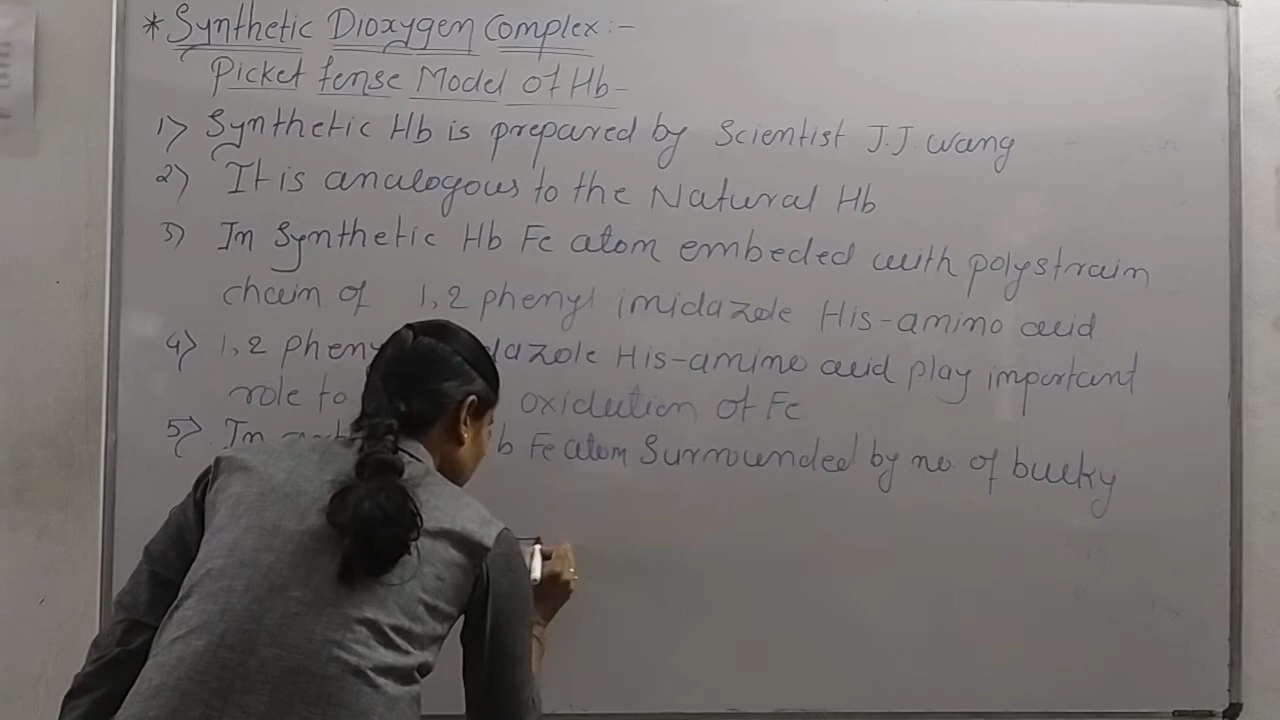 * Synthetic Dioxygen Complex:-
Picket fense Model of Hb-
1) Synthetic Hb is prepared by Scientist J.J. Wang
2) It is analogous to the Natural Hb
3) In Synthetic Hb Fe atom embeded with polystrain
chain of 1,2 phenyl imidazole His-amino acid
4) 1,2 pheny dazole His-amino acid play important
role to oxidation of Fe
5) In b Fe atom Surrounded by no. of bucky